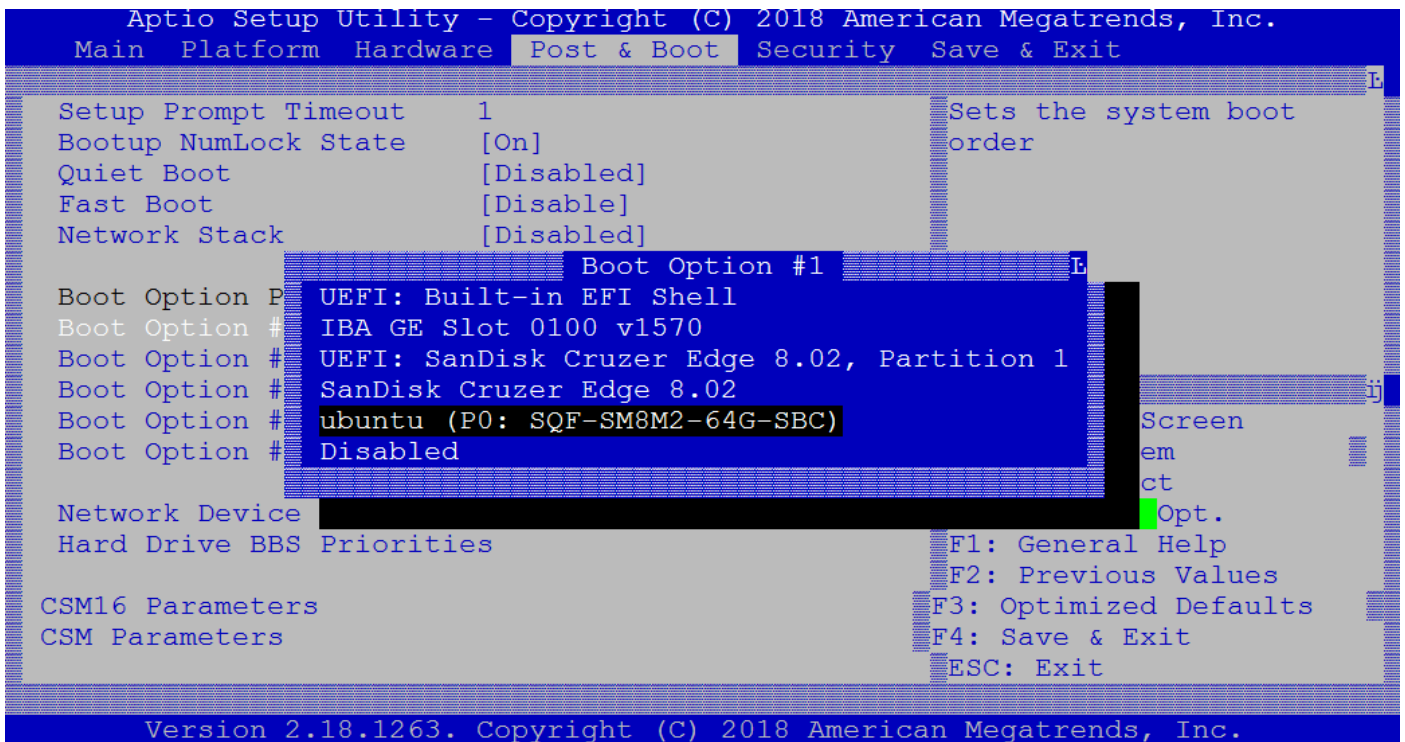 Aptio Setup Utility – Copyright (C) 2018 American Megatrends, Inc.
Main Platform Hardware Post & Boot Security Save & Exit
Setup Prompt Timeout 1
Bootup NumLock State [On]
Quiet Boot [Disabled]
Fast Boot [Disable]
Network Stack [Disabled]
Sets the system boot
order
Boot Option #1
Boot Option P
Boot Option #
Boot Option #
Boot Option #
Boot Option #
Boot Option #
UEFI: Built-in EFI Shell
IBA GE Slot 0100 v1570
UEFI: SanDisk Cruzer Edge 8.02, Partition 1
SanDisk Cruzer Edge 8.02
ubuntu (P0: SQF-SM8M2-64G-SBC)
Disabled
Network Device
Hard Drive BBS Priorities
CSM16 Parameters
CSM Parameters
Screen
em
ct
Opt.
F1: General Help
F2: Previous Values
F3: Optimized Defaults
F4: Save & Exit
ESC: Exit
Version 2.18.1263. Copyright (C) 2018 American Megatrends, Inc.